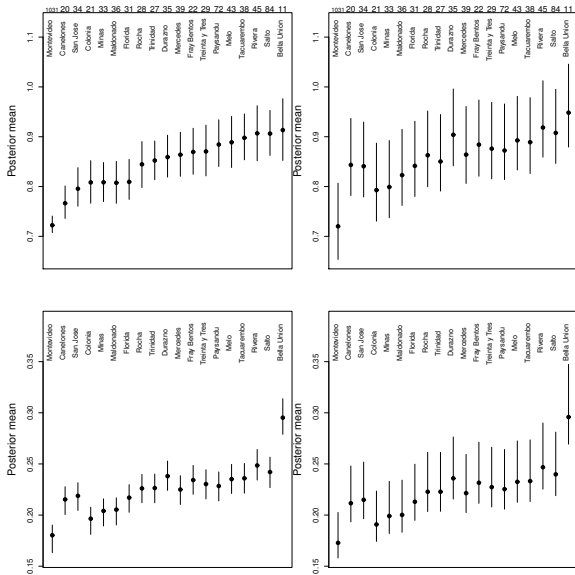 1031 20 34 21 33 36 31 28 27 35 39 22 29 72 43 38 45 84 11
Montevideo
Canelones
San Jose
Colonia
Minas
Maldonado
Florida
Rocha
Trinidad
Durazno
Mercedes
Fray Bentos
Treinta y Tres
Paysandu
Melo
Tacuarembo
Rivera
Salto
Bella Union
Posterior mean
1.1
1.0
0.9
0.8
0.7
1031 20 34 21 33 36 31 28 27 35 39 22 29 72 43 38 45 84 11
Montevideo
Canelones
San Jose
Colonia
Minas
Maldonado
Florida
Rocha
Trinidad
Durazno
Mercedes
Fray Bentos
Treinta y Tres
Paysandu
Melo
Tacuarembo
Rivera
Salto
Bella Union
Posterior mean
1.1
1.0
0.9
0.8
0.7
Montevideo
Canelones
San Jose
Colonia
Minas
Maldonado
Florida
Rocha
Trinidad
Durazno
Mercedes
Fray Bentos
Treinta y Tres
Paysandu
Melo
Tacuarembo
Rivera
Salto
Bella Union
Posterior mean
0.35
0.30
0.25
0.20
0.15
Montevideo
Canelones
San Jose
Colonia
Minas
Maldonado
Florida
Rocha
Trinidad
Durazno
Mercedes
Fray Bentos
Treinta y Tres
Paysandu
Melo
Tacuarembo
Rivera
Salto
Bella Union
Posterior mean
0.35
0.30
0.25
0.20
0.15